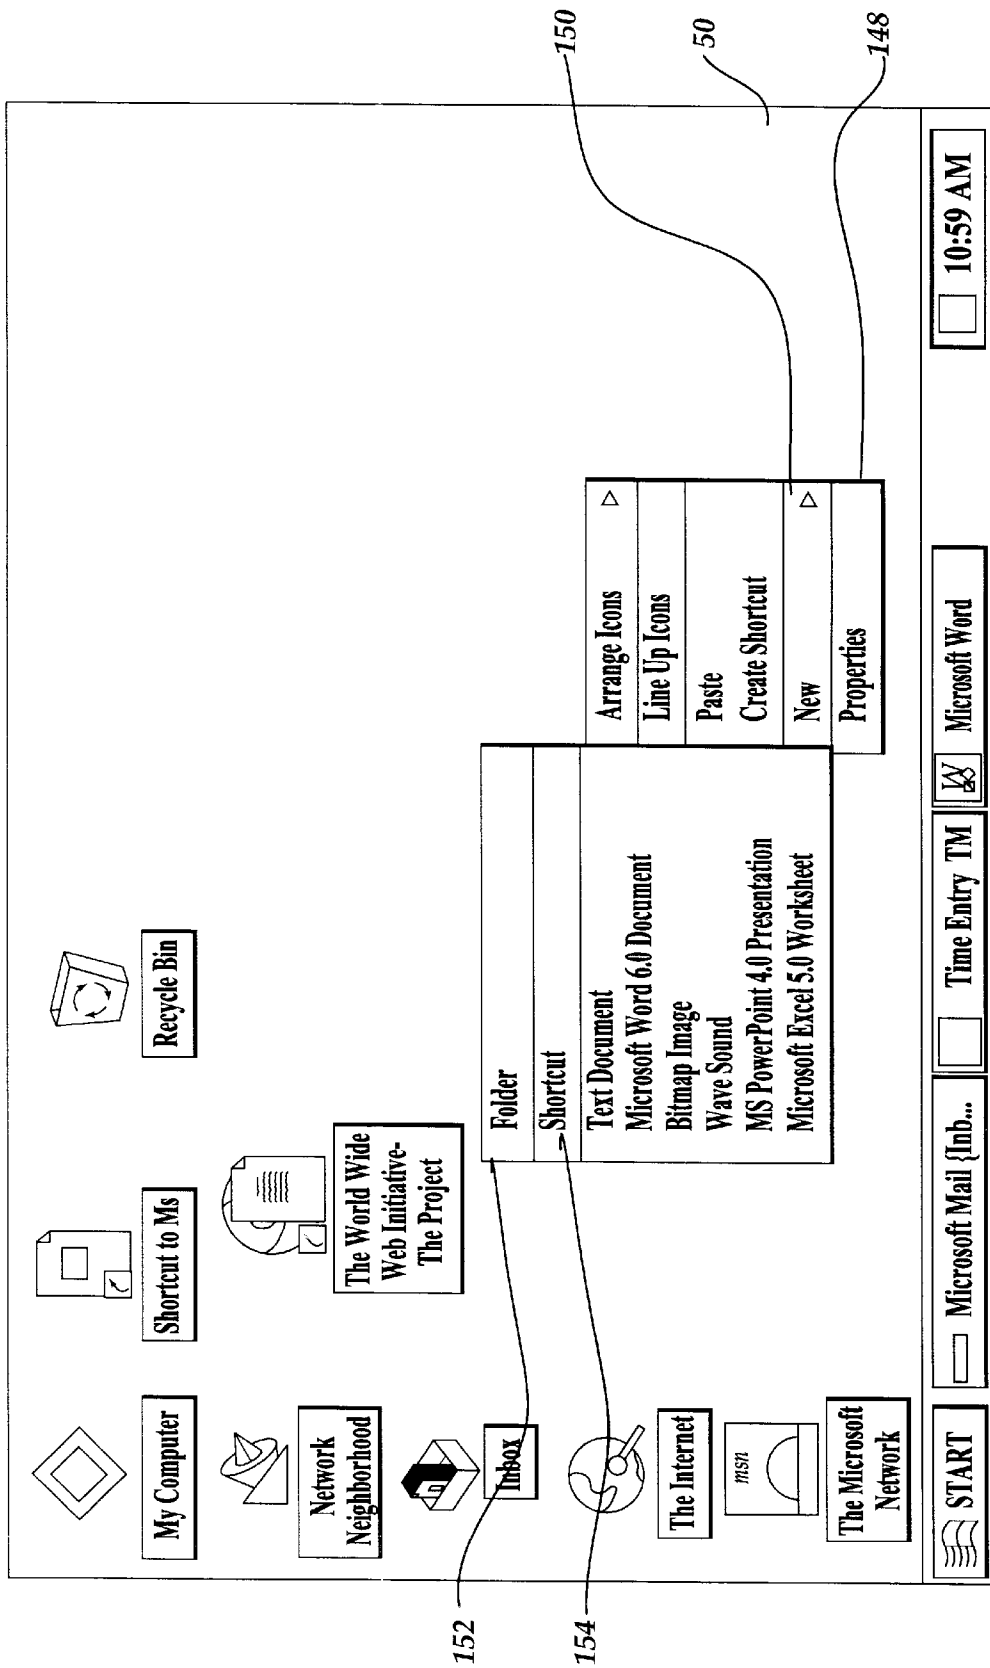 My Computer
Shortcut to Ms
Recycle Bin
Network
Neighborhood
The World Wide
Web Initiative-
The Project
Inbox
The Internet
msn
The Microsoft
Network
Folder
Shortcut
Text Document
Microsoft Word 6.0 Document
Bitmap Image
Wave Sound
MS PowerPoint 4.0 Presentation
Microsoft Excel 5.0 Worksheet
Arrange Icons
Line Up Icons
Paste
Create Shortcut
New
Properties
START
Microsoft Mail {Inb...
Time Entry TM
W
Microsoft Word
10:59 AM
152
154
150
50
148